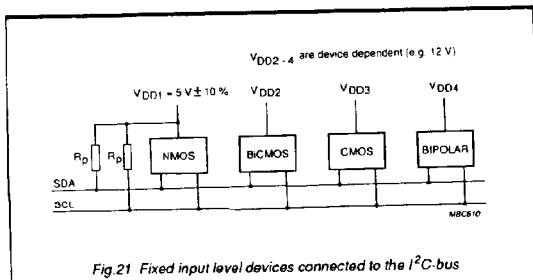 VDD2 - 4 are device dependent (e.g. 12 V)
VDD1 = 5 V ± 10 %
VDD2
VDD3
VDD4
Rp
Rp
NMOS
BiCMOS
CMOS
BIPOLAR
SDA
SCL
MBC610
Fig.21 Fixed input level devices connected to the I²C-bus